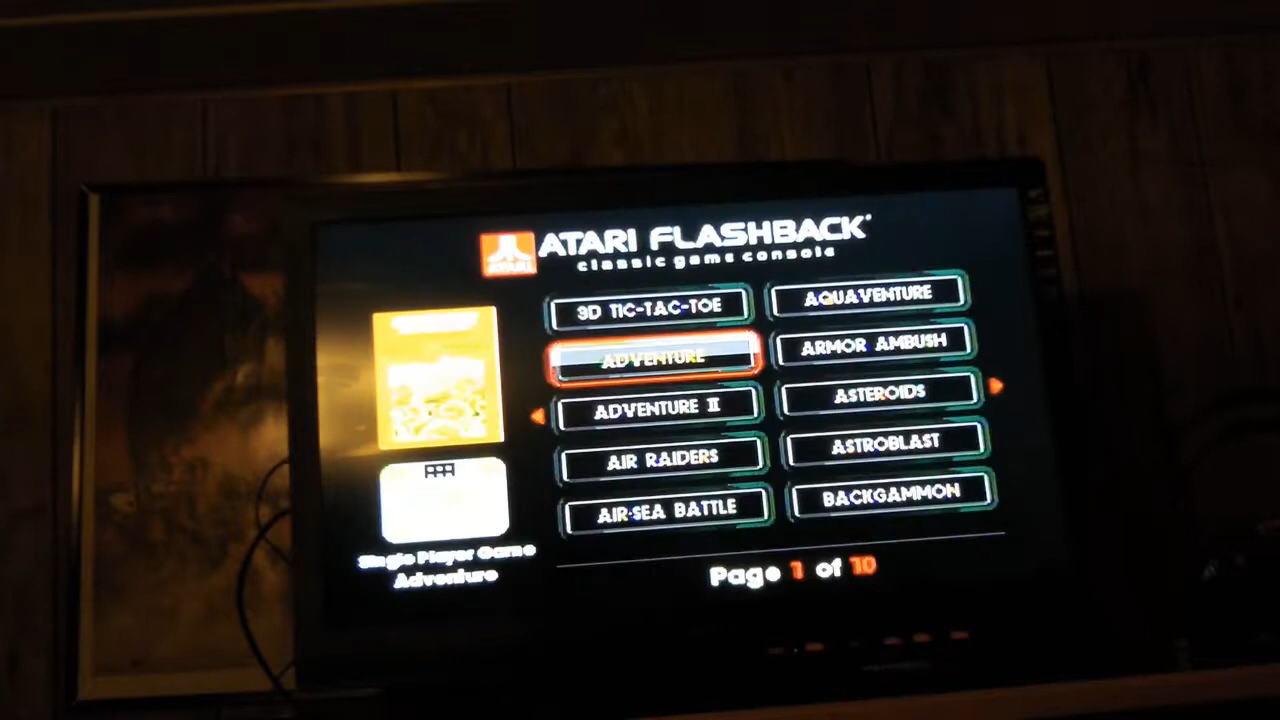 ATARI FLASHBACK
ATARI
classic game console
3D TIC-TAC-TOE
ADVENTURE
ADVENTURE II
AIR RAIDERS
AIR-SEA BATTLE
AQUAVENTURE
ARMOR AMBUSH
ASTEROIDS
ASTROBLAST
BACKGAMMON
Single Player Game
Adventure
Page 1 of 10